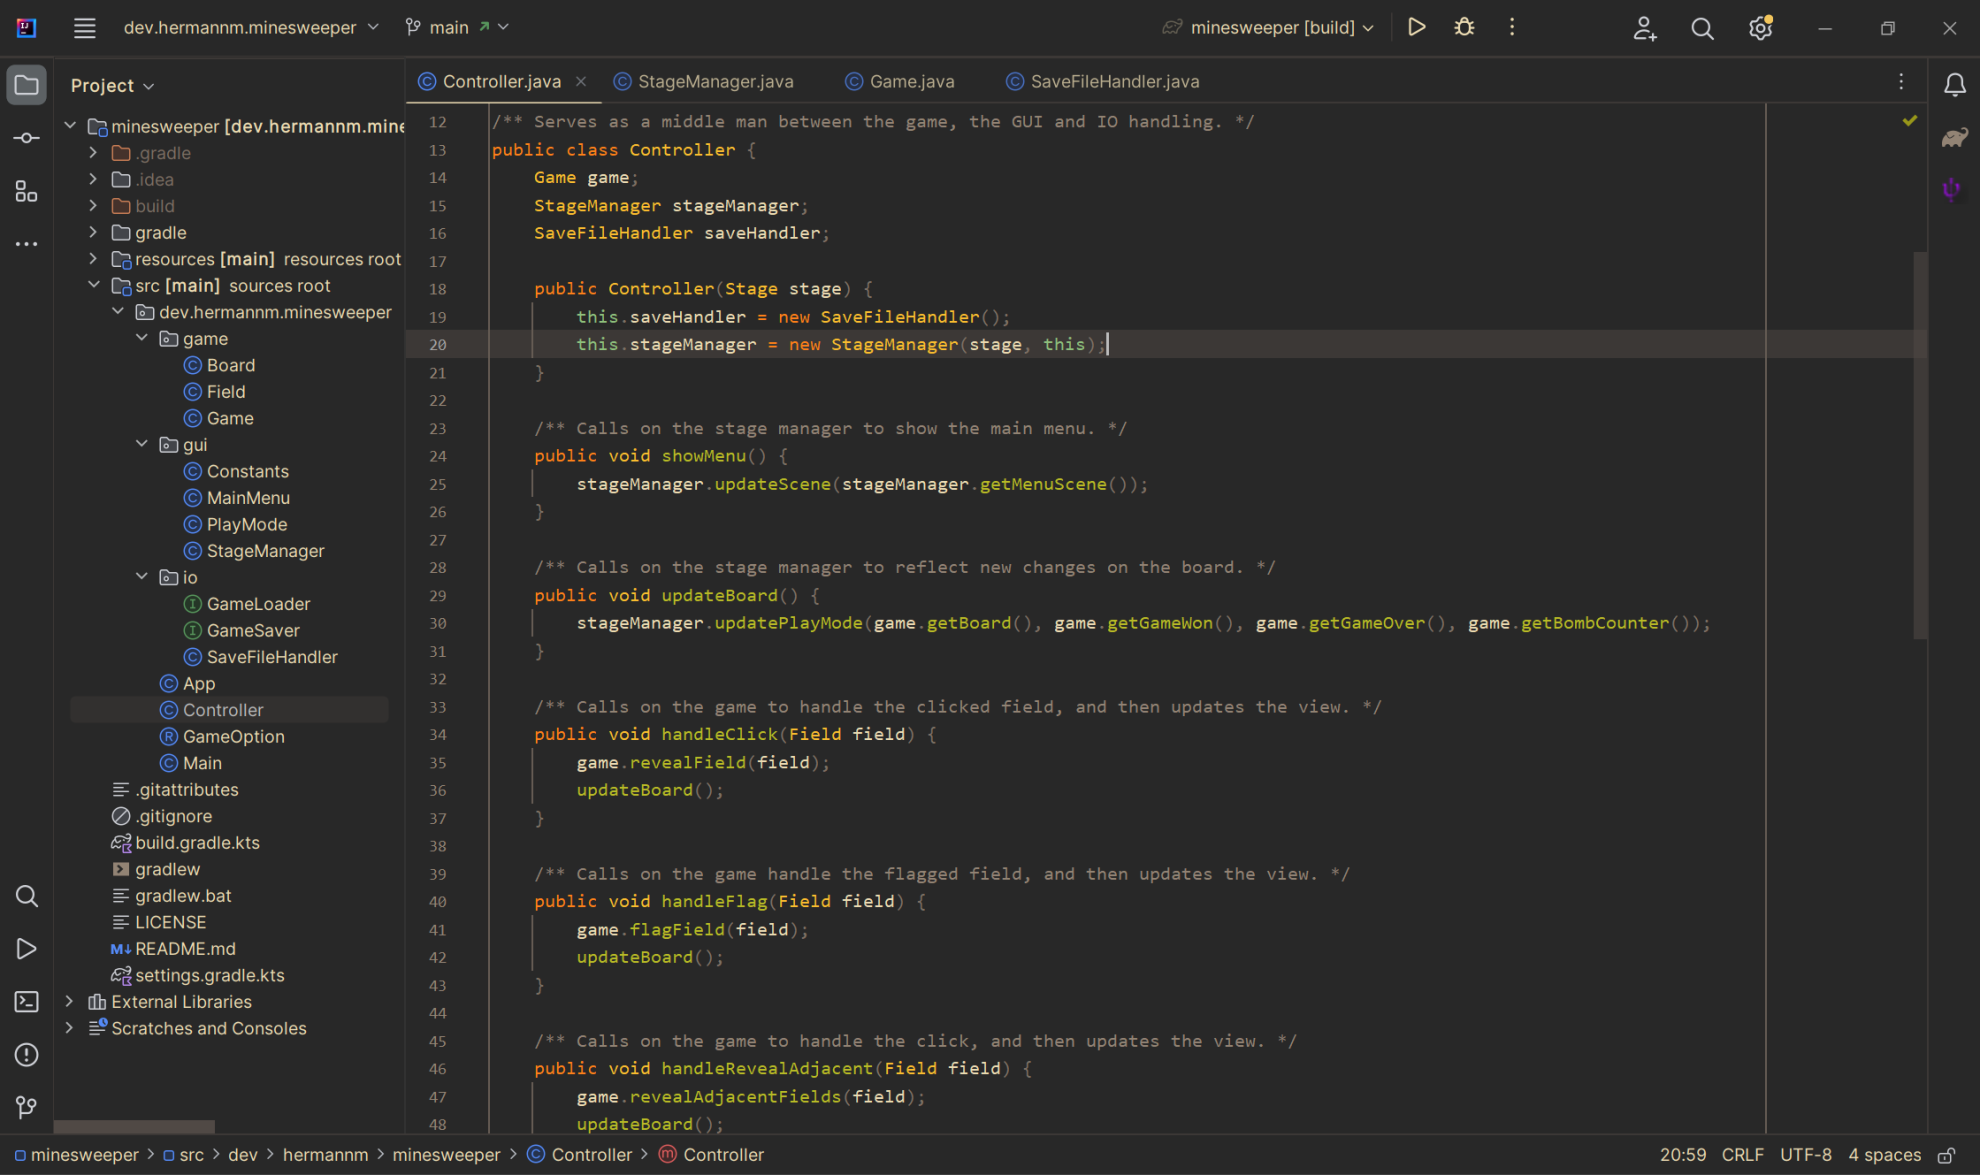 dev.hermannm.minesweeper main minesweeper [build]
Project
Controller.java StageManager.java Game.java SaveFileHandler.java
minesweeper [dev.hermannm.mine
.gradle
.idea
build
gradle
resources [main] resources root
src [main] sources root
dev.hermannm.minesweeper
game
Board
Field
Game
gui
Constants
MainMenu
PlayMode
StageManager
io
GameLoader
GameSaver
SaveFileHandler
App
Controller
GameOption
Main
.gitattributes
.gitignore
build.gradle.kts
gradlew
gradlew.bat
LICENSE
README.md
settings.gradle.kts
External Libraries
Scratches and Consoles
12 /** Serves as a middle man between the game, the GUI and IO handling. */
13 public class Controller {
14 Game game;
15 StageManager stageManager;
16 SaveFileHandler saveHandler;
17
18 public Controller(Stage stage) {
19 this.saveHandler = new SaveFileHandler();
20 this.stageManager = new StageManager(stage, this);
21 }
22
23 /** Calls on the stage manager to show the main menu. */
24 public void showMenu() {
25 stageManager.updateScene(stageManager.getMenuScene());
26 }
27
28 /** Calls on the stage manager to reflect new changes on the board. */
29 public void updateBoard() {
30 stageManager.updatePlayMode(game.getBoard(), game.getGameWon(), game.getGameOver(), game.getBombCounter());
31 }
32
33 /** Calls on the game to handle the clicked field, and then updates the view. */
34 public void handleClick(Field field) {
35 game.revealField(field);
36 updateBoard();
37 }
38
39 /** Calls on the game handle the flagged field, and then updates the view. */
40 public void handleFlag(Field field) {
41 game.flagField(field);
42 updateBoard();
43 }
44
45 /** Calls on the game to handle the click, and then updates the view. */
46 public void handleRevealAdjacent(Field field) {
47 game.revealAdjacentFields(field);
48 updateBoard();
minesweeper > src > dev > hermannm > minesweeper > Controller > Controller 20:59 CRLF UTF-8 4 spaces